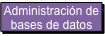 Administración de
bases de datos